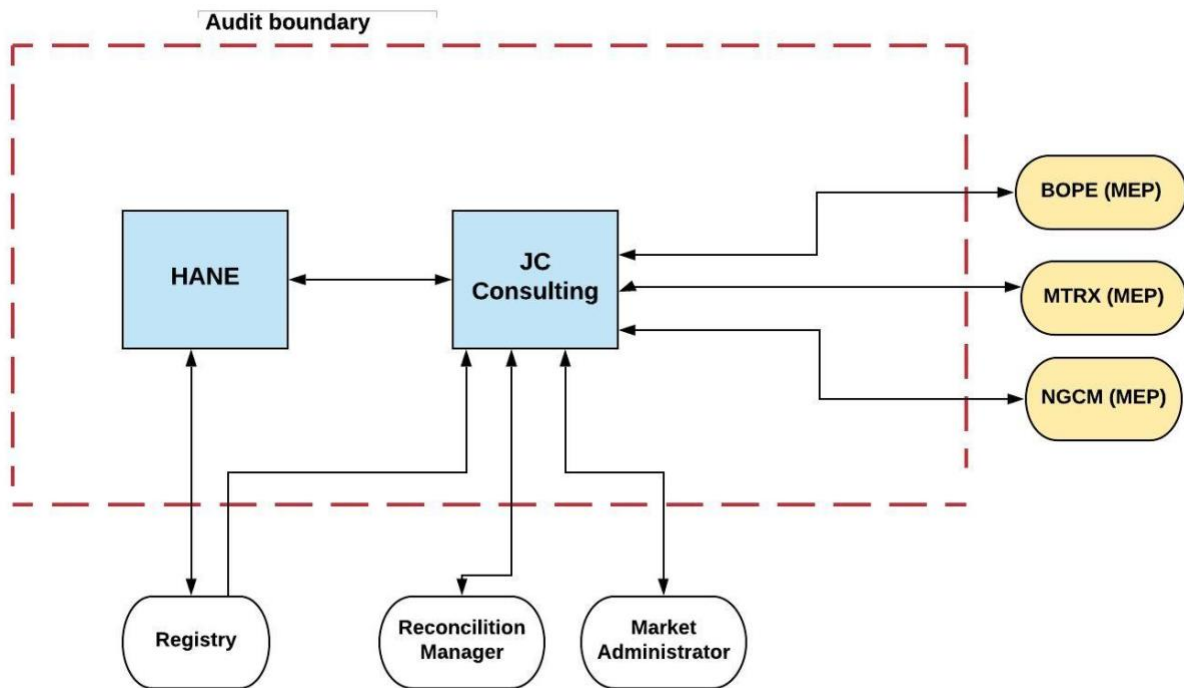 Audit boundary
HANE
JC
Consulting
BOPE (MEP)
MTRX (MEP)
NGCM (MEP)
Registry
Reconcilition
Manager
Market
Administrator